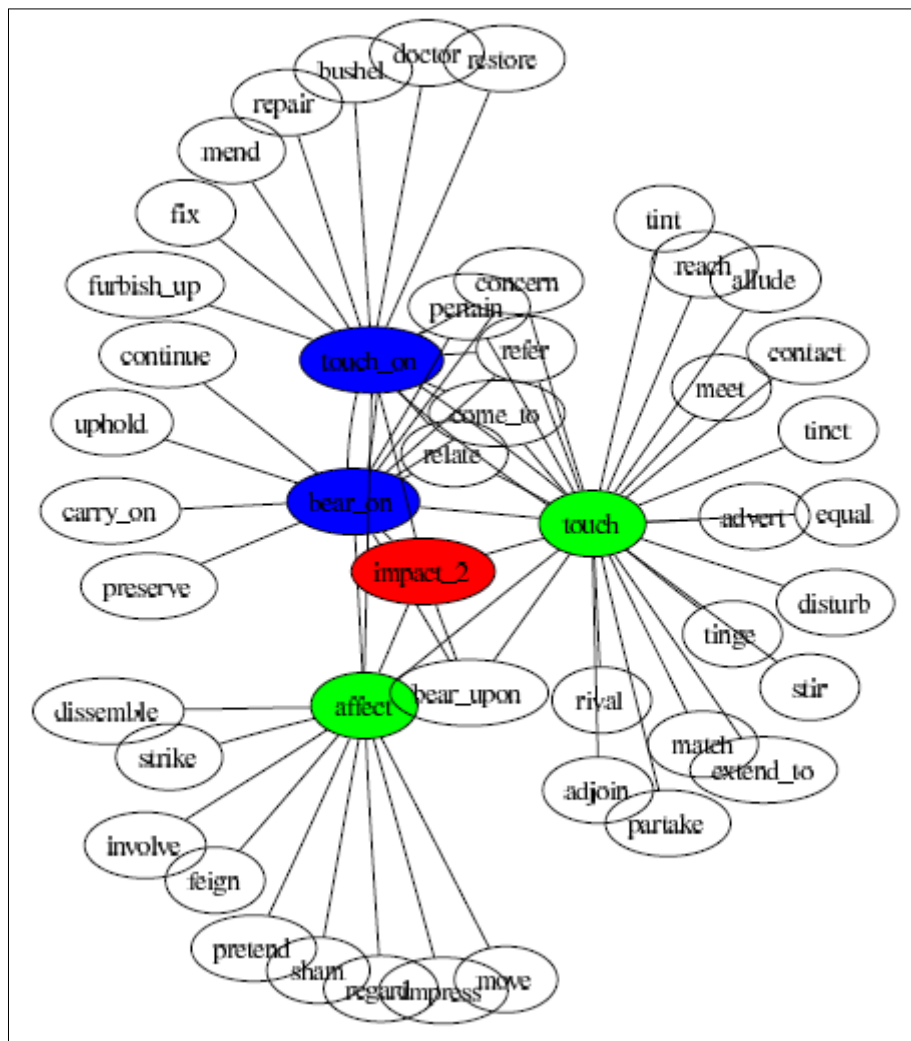 doctor
restore
bushel
repair
mend
fix
tint
reach
allude
furbish_up
concern
pertain
continue
touch_on
refer
contact
meet
uphold
come_to
relate
tinct
carry_on
bear_on
touch
advert
equal
preserve
impact_2
disturb
tinge
stir
dissemble
affect
bear_upon
rival
strike
match
extend_to
adjoin
partake
involve
feign
pretend
sham
regard
impress
move